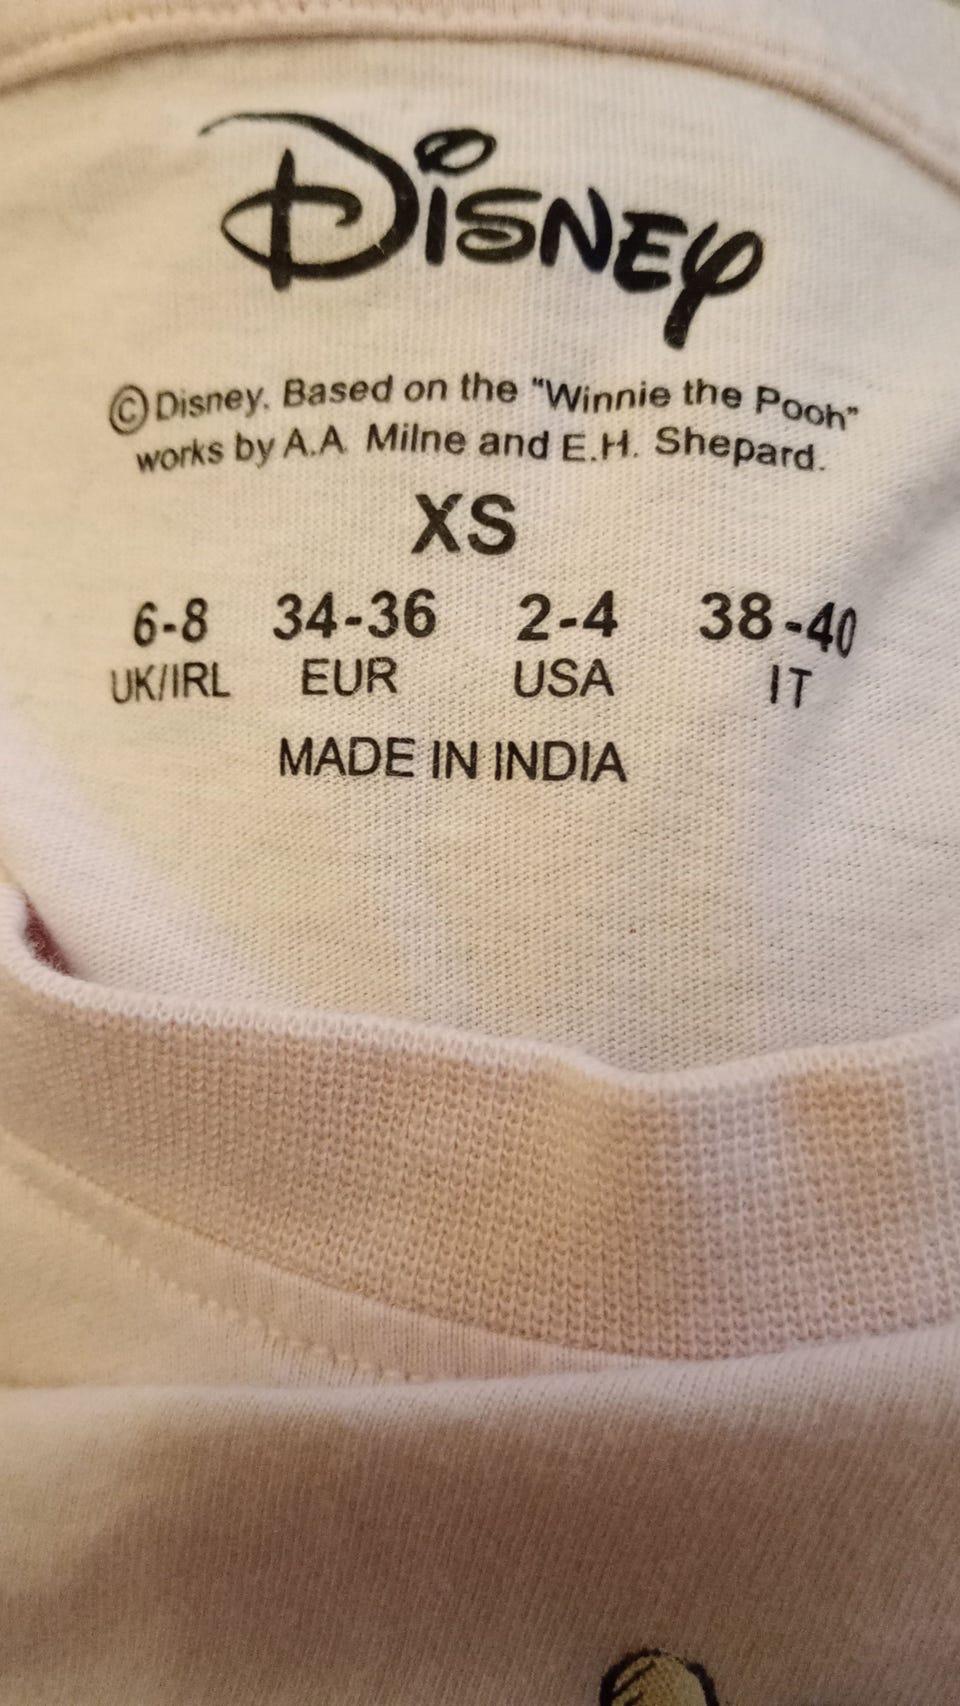 Disney
©Disney. Based on the "Winnie the Pooh"
works by A.A Milne and E.H. Shepard.
XS
6-8 34-36 2-4 38-40
UK/IRL EUR USA IT
MADE IN INDIA